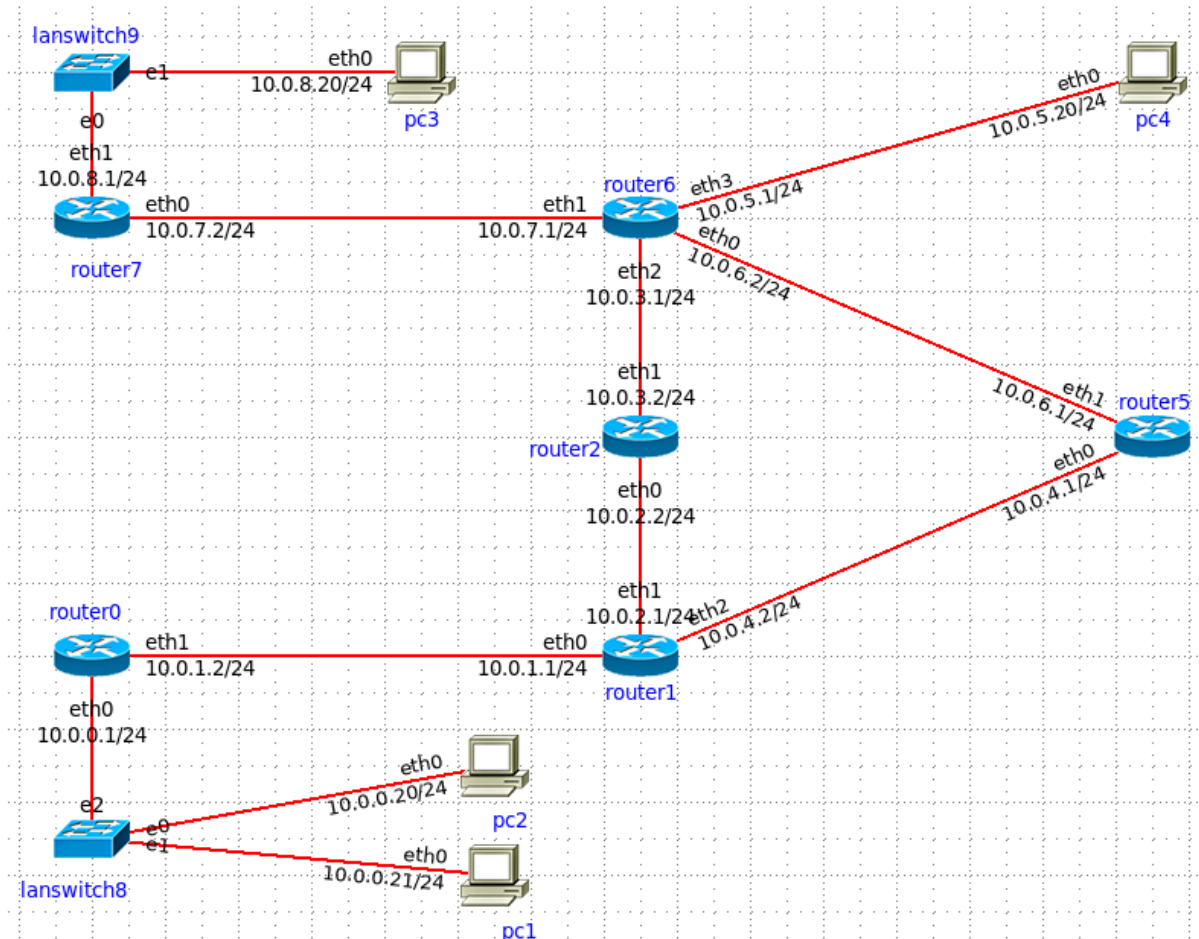 lanswitch9
e1
eth0
10.0.8.20/24
pc3
e0
eth1
10.0.8.1/24
eth0
10.0.7.2/24
router7
eth1
10.0.7.1/24
router6
eth3
10.0.5.1/24
eth0
10.0.5.20/24
pc4
eth0
10.0.6.2/24
eth2
10.0.3.1/24
eth1
10.0.3.2/24
router2
eth1
10.0.6.1/24
router5
eth0
10.0.4.1/24
eth0
10.0.2.2/24
eth1
10.0.2.1/24
eth2
10.0.4.2/24
router0
eth1
10.0.1.2/24
eth0
10.0.1.1/24
router1
eth0
10.0.0.1/24
e2
e0
e1
lanswitch8
eth0
10.0.0.20/24
pc2
eth0
10.0.0.21/24
pc1